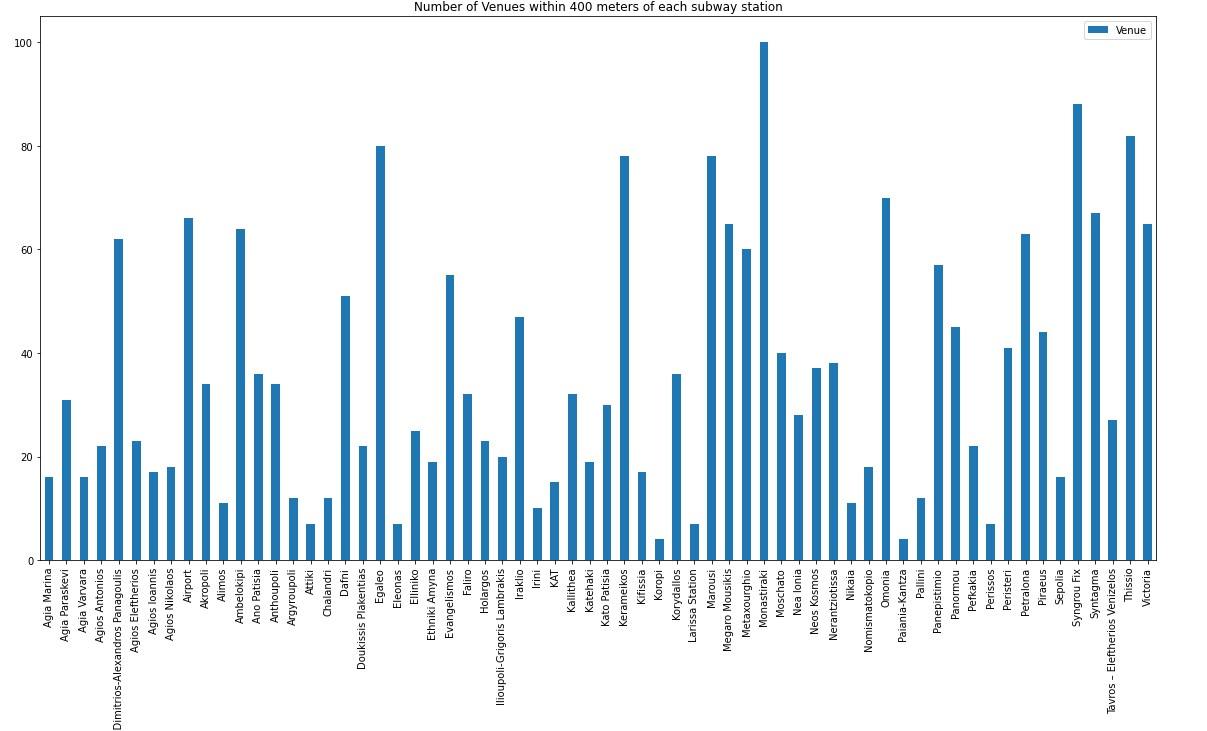 Number of Venues within 400 meters of each subway station
Venue
100
80
60
40
20
0
Agia Marina
Agia Paraskevi
Agia Varvara
Agios Antonios
Dimitrios-Alexandros Panagoulis
Agios Eleftherios
Agios Ioannis
Agios Nikolaos
Airport
Akropoli
Alimos
Ambelokipi
Ano Patisia
Anthoupoli
Argyroupoli
Attiki
Chalandri
Dafni
Doukissis Plakentias
Egaleo
Eleonas
Elliniko
Ethniki Amyna
Evangelismos
Faliro
Holargos
Ilioupoli-Grigoris Lambrakis
Iraklio
Irini
KAT
Kallithea
Katehaki
Kato Patisia
Kerameikos
Kifissia
Koropi
Korydallos
Larissa Station
Marousi
Megaro Mousikis
Metaxourghio
Monastiraki
Moschato
Nea Ionia
Neos Kosmos
Nerantziotissa
Nikaia
Nomismatokopio
Omonia
Paiania-Kantza
Pallini
Panepistimio
Panormou
Pefkakia
Perissos
Peristeri
Petralona
Piraeus
Sepolia
Syngrou Fix
Syntagma
Tavros – Eleftherios Venizelos
Thissio
Victoria